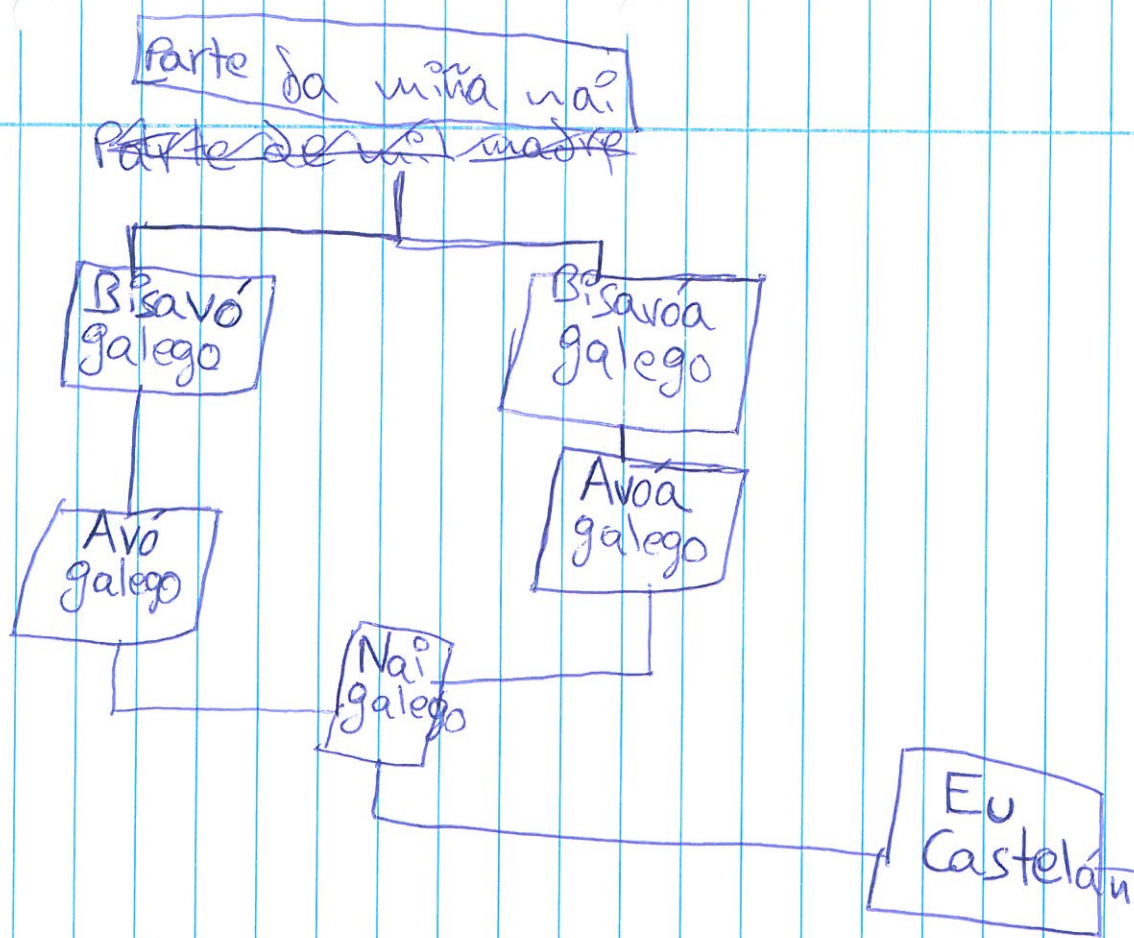 Parte da miña nai
Parte de mi madre
Bisavó
galego
Bisavóa
galego
Avó
galego
Avóa
galego
Nai
galego
Eu
Castelán